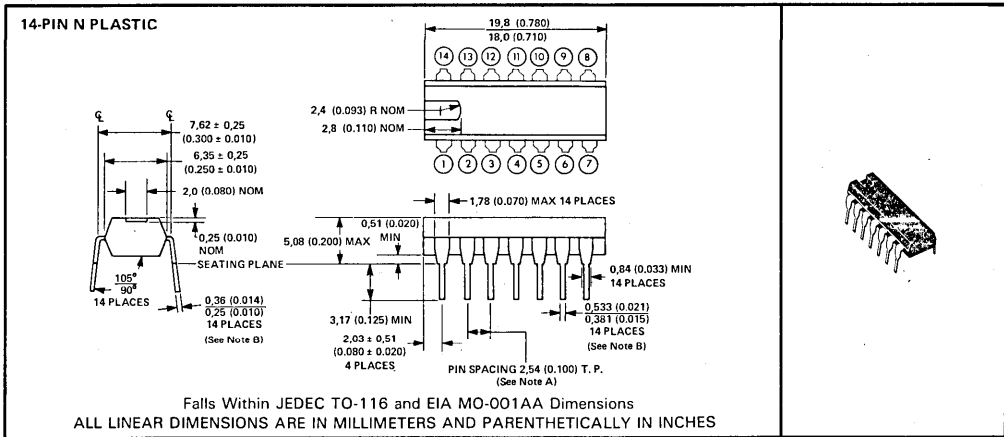 14-PIN N PLASTIC
19,8 (0.780)
18,0 (0.710)
14 13 12 11 10 9 8
2,4 (0.093) R NOM
2,8 (0.110) NOM
1 2 3 4 5 6 7
℄ ℄
7,62 ± 0,25
(0.300 ± 0.010)
6,35 ± 0,25
(0.250 ± 0.010)
2,0 (0.080) NOM
0,25 (0.010)
NOM
SEATING PLANE
105°
90°
14 PLACES
0,36 (0.014)
0,25 (0.010)
14 PLACES
(See Note B)
1,78 (0.070) MAX 14 PLACES
0,51 (0.020)
MIN
5,08 (0.200) MAX
0,84 (0.033) MIN
14 PLACES
3,17 (0.125) MIN
0,533 (0.021)
0,381 (0.015)
14 PLACES
(See Note B)
2,03 ± 0,51
(0.080 ± 0.020)
4 PLACES
PIN SPACING 2,54 (0.100) T. P.
(See Note A)
Falls Within JEDEC TO-116 and EIA MO-001AA Dimensions
ALL LINEAR DIMENSIONS ARE IN MILLIMETERS AND PARENTHETICALLY IN INCHES